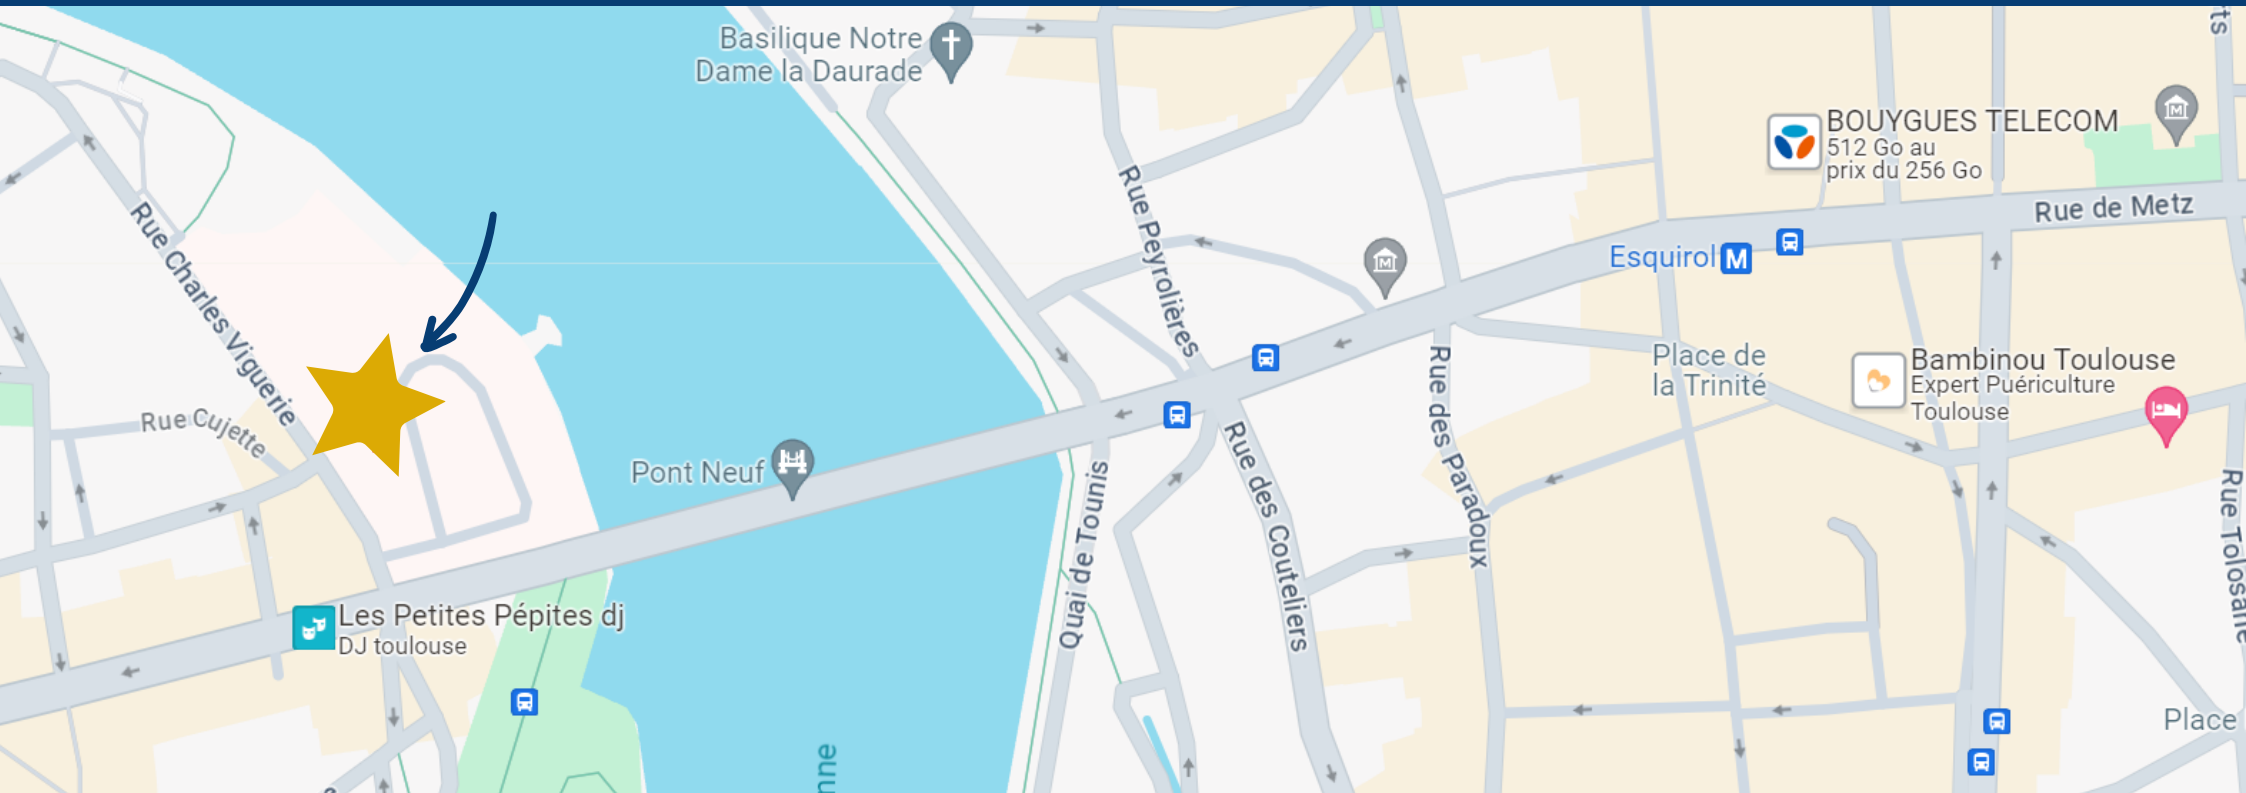 Basilique Notre
Dame la Daurade
BOUYGUES TELECOM
512 Go au
prix du 256 Go
Rue de Metz
Rue Peyrolières
Rue Charles Viguerie
Esquirol
M
Place de
la Trinité
Bambinou Toulouse
Expert Puériculture
Toulouse
Rue Cujette
Rue des Paradoux
Pont Neuf
Quai de Tounis
Rue des Couteliers
Les Petites Pépites dj
DJ toulouse
Place